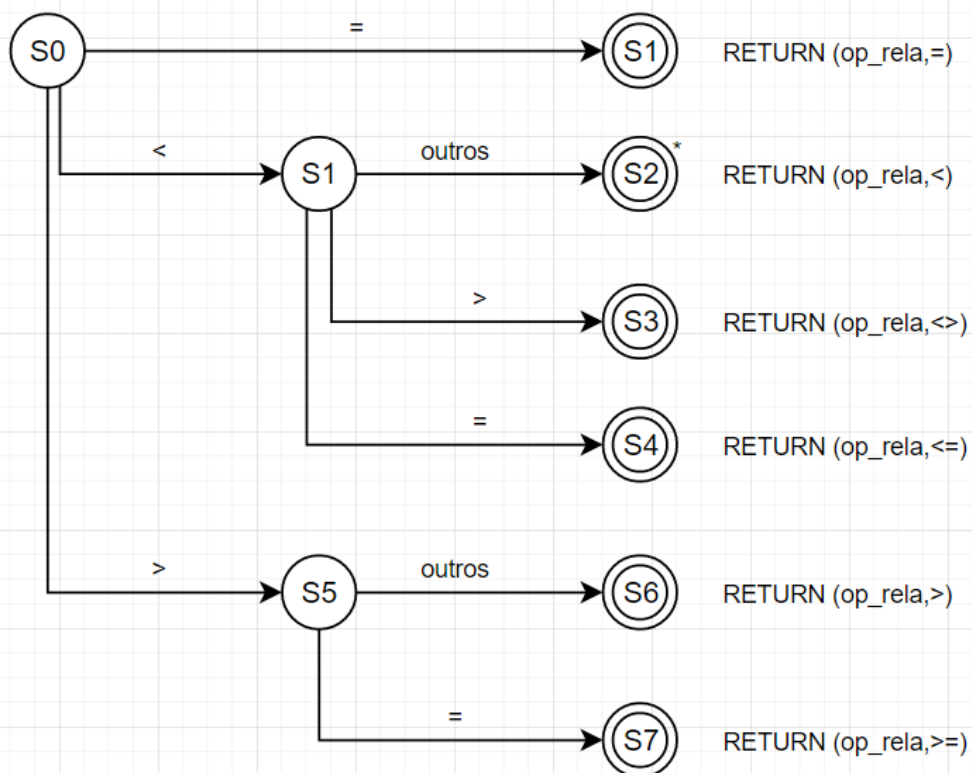 =
S0
S1
RETURN (op_rela,=)
<
S1
outros
S2
*
RETURN (op_rela,<)
>
S3
RETURN (op_rela,<>)
=
S4
RETURN (op_rela,<=)
>
S5
outros
S6
RETURN (op_rela,>)
=
S7
RETURN (op_rela,>=)